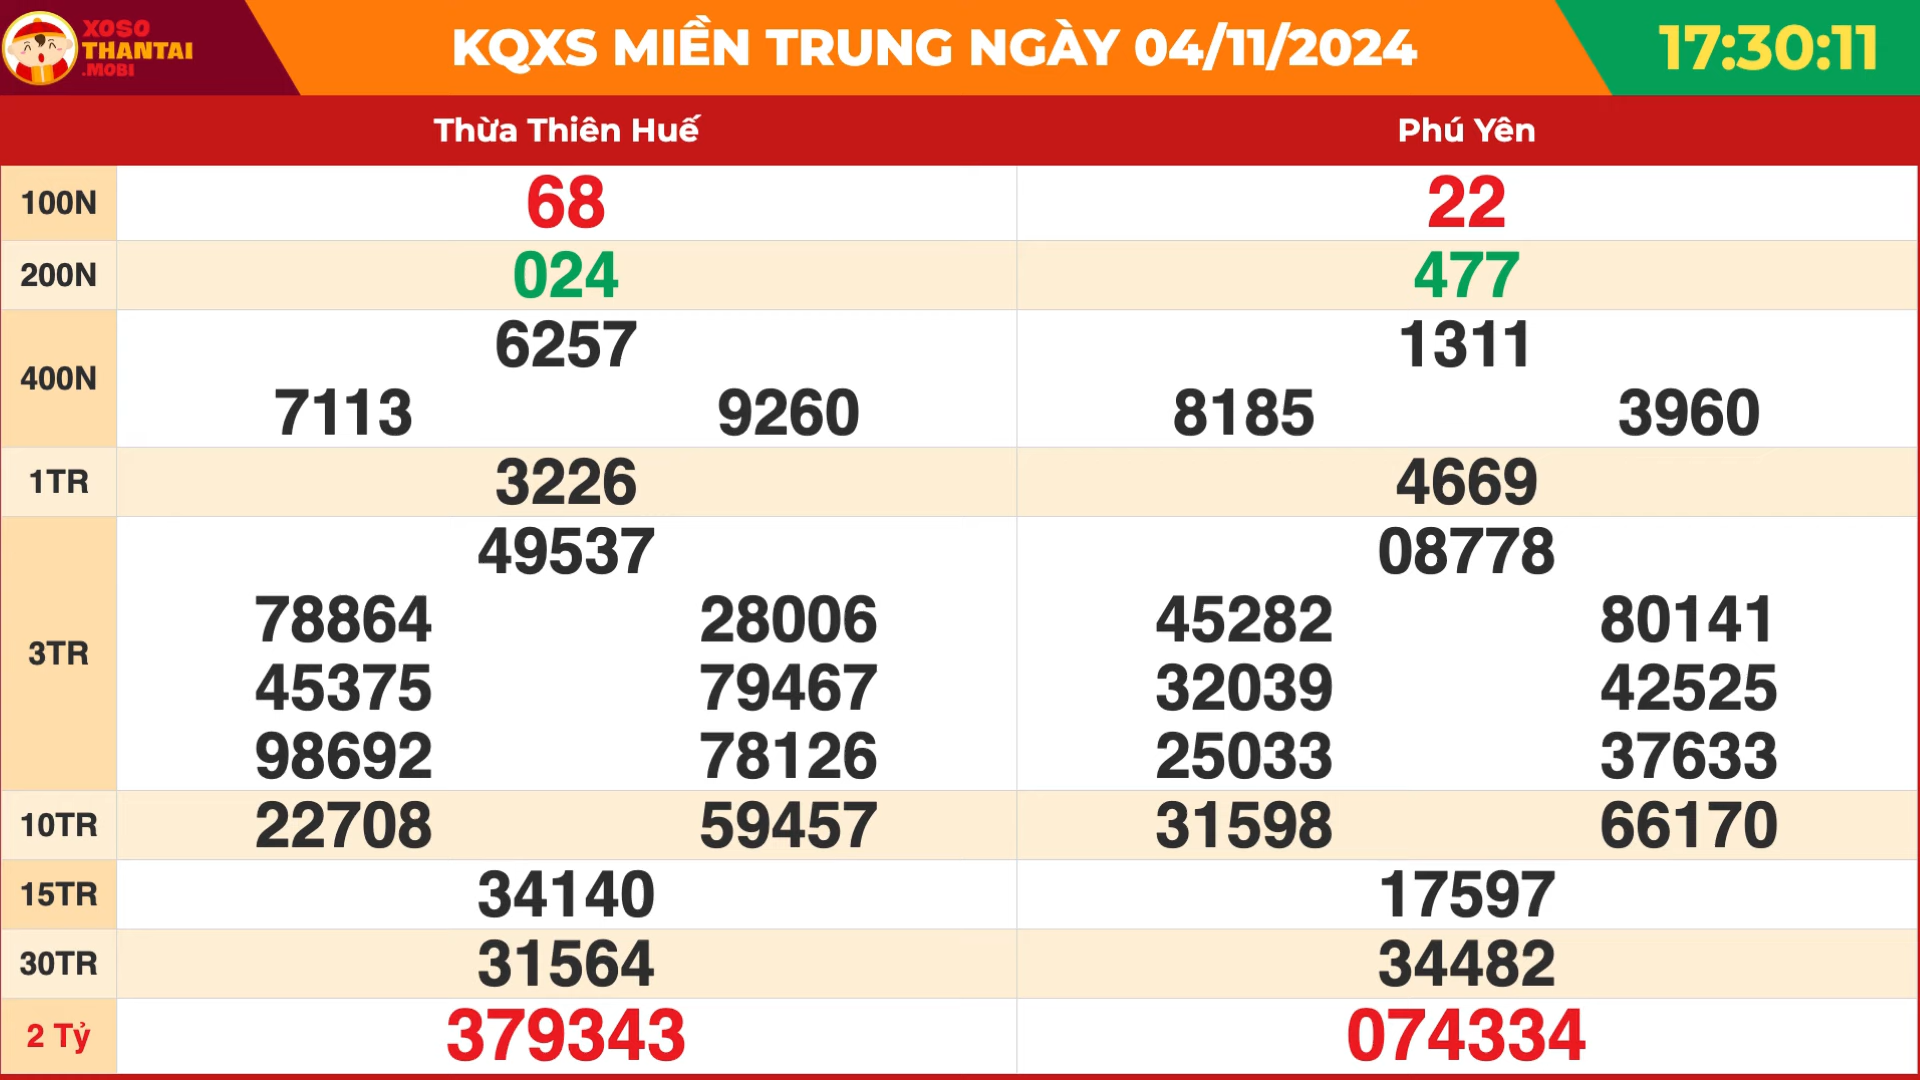 XOSO
THANTAI
.MOBI
KQXS MIỀN TRUNG NGÀY 04/11/2024
17:30:11
Thừa Thiên Huế Phú Yên
100N 68 22
200N 024 477
6257 1311
400N
7113 9260 8185 3960
1TR 3226 4669
49537 08778
78864 28006 45282 80141
3TR
45375 79467 32039 42525
98692 78126 25033 37633
10TR 22708 59457 31598 66170
15TR 34140 17597
30TR 31564 34482
2 Tỷ 379343 074334